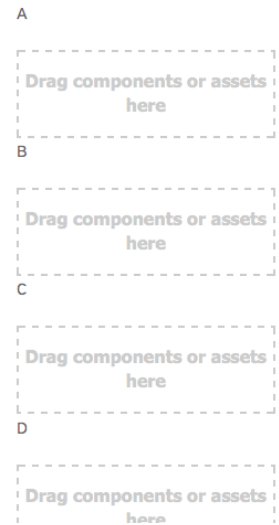 A
Drag components or assets
here
B
Drag components or assets
here
C
Drag components or assets
here
D
Drag components or assets
here